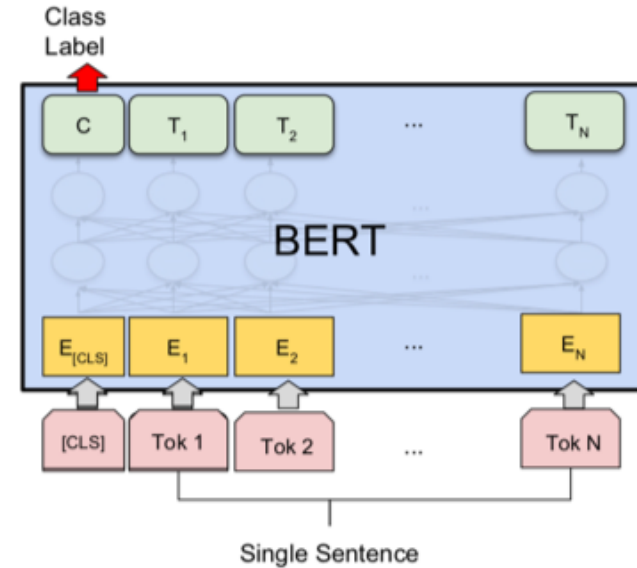 Class
Label
C T1 T2 ... TN
...
BERT
...
E[CLS] E1 E2 ... EN
[CLS] Tok 1 Tok 2 ... Tok N
Single Sentence